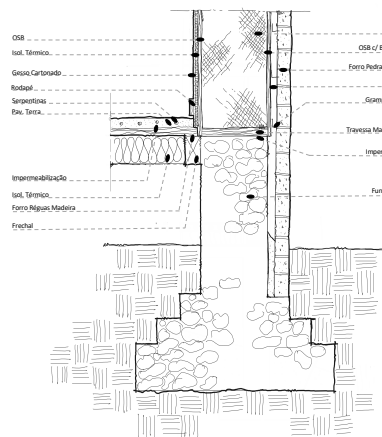 OSB
Isol. Térmico
Gesso Cartonado
Rodapé
Serpentinas
Pav. Terra
Impermeabilização
Isol. Térmico
Forro Réguas Madeira
Frechal
OSB c/ B
Forro Pedra
Gram
Travessa Ma
Imper
Fun